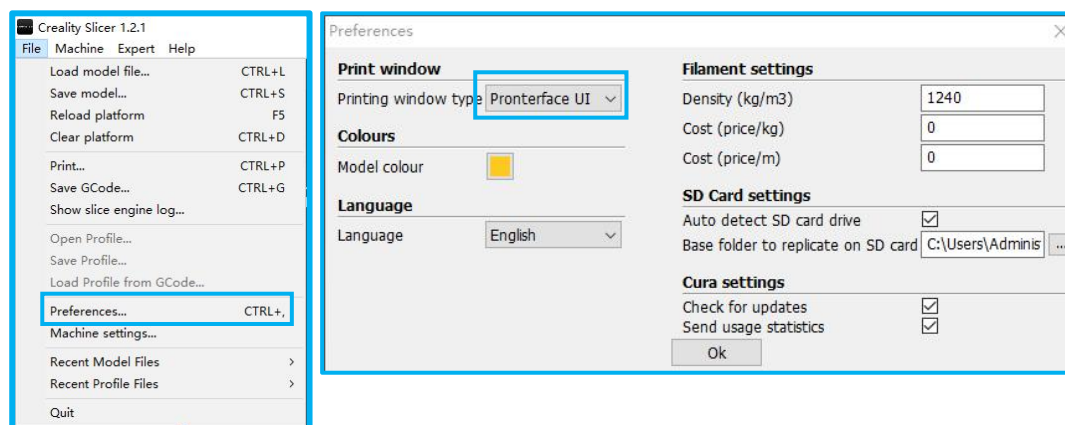 Creality Slicer 1.2.1
File Machine Expert Help
Load model file... CTRL+L
Save model... CTRL+S
Reload platform F5
Clear platform CTRL+D
Print... CTRL+P
Save GCode... CTRL+G
Show slice engine log...
Open Profile...
Save Profile...
Load Profile from GCode...
Preferences... CTRL+,
Machine settings...
Recent Model Files >
Recent Profile Files >
Quit
Preferences
Print window
Printing window type Pronterface UI
Colours
Model colour
Language
Language English
Filament settings
Density (kg/m3) 1240
Cost (price/kg) 0
Cost (price/m) 0
SD Card settings
Auto detect SD card drive
Base folder to replicate on SD card C:\Users\Adminis ...
Cura settings
Check for updates
Send usage statistics
Ok